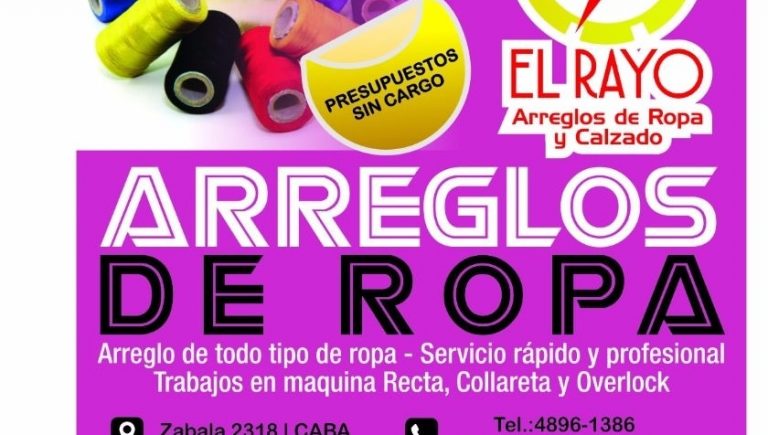 PRESUPUESTOS
SIN CARGO
EL RAYO
Arreglos de Ropa
y Calzado
ARREGLOS
DE ROPA
Arreglo de todo tipo de ropa - Servicio rápido y profesional
Trabajos en maquina Recta, Collareta y Overlock
Zabala 2318 | CABA
Tel.:4896-1386